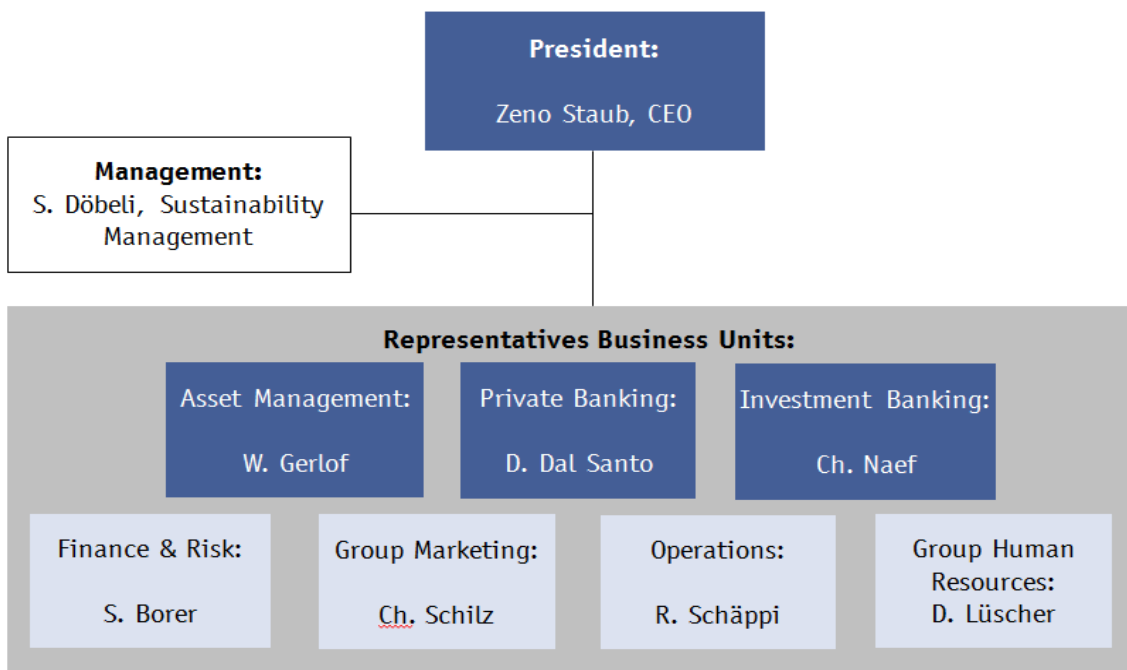 President:
Zeno Staub, CEO
Management:
S. Döbeli, Sustainability
Management
Representatives Business Units:
Asset Management:
W. Gerlof
Private Banking:
D. Dal Santo
Investment Banking:
Ch. Naef
Finance & Risk:
S. Borer
Group Marketing:
Ch. Schilz
Operations:
R. Schäppi
Group Human
Resources:
D. Lüscher